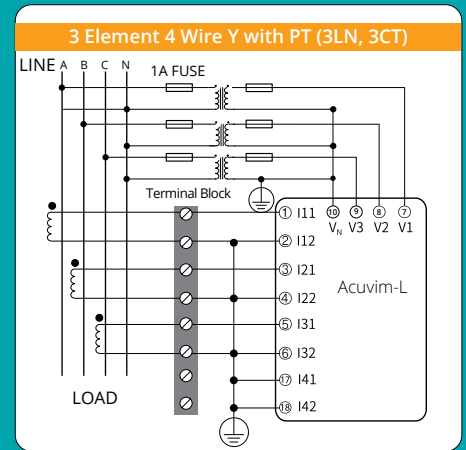 3 Element 4 Wire Y with PT (3LN, 3CT)
LINE A B C N
1A FUSE
Terminal Block
① I11
② I12
③ I21
④ I22
⑤ I31
⑥ I32
⑰ I41
⑱ I42
⑩ ⑨ ⑧ ⑦
VN V3 V2 V1
Acuvim-L
LOAD